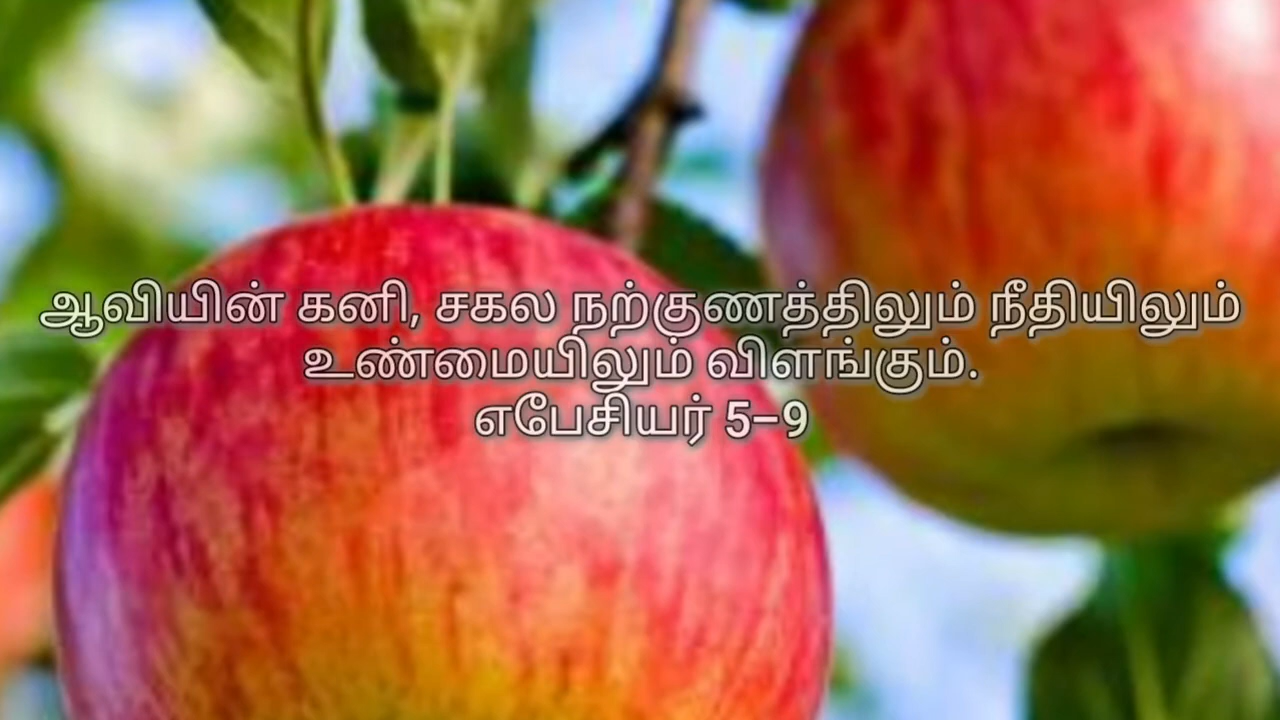 ஆவியின் கனி, சகல நற்குணத்திலும் நீதியிலும்
உண்மையிலும் விளங்கும்.
எபேசியர் 5-9